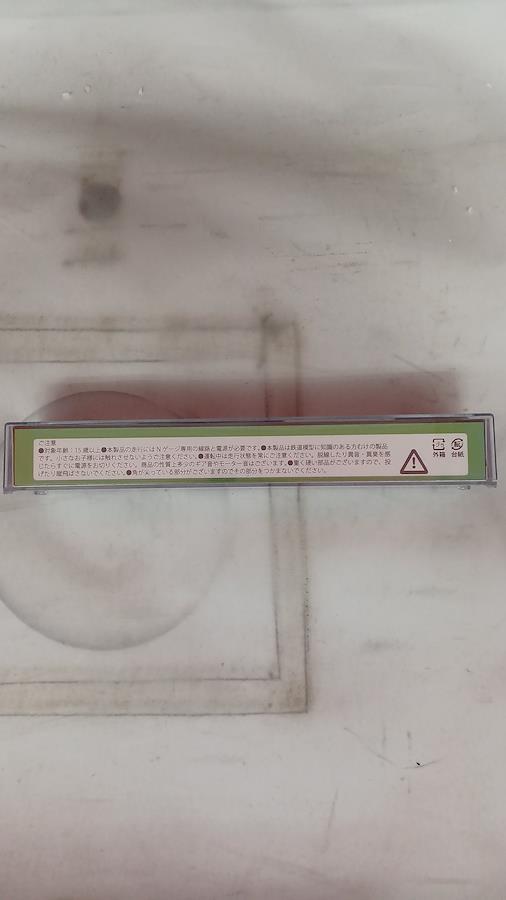 ご注意
●対象年齢：15歳以上●本製品の走行にはNゲージ専用の線路と電源が必要です。●本製品は鉄道模型に知識のある方むけの製品
です。小さなお子様には触れさせないようご注意ください。●運転中は走行状態を常にご注意ください。脱線したり異音・異臭を感
じたらすぐに電源をお切りください。商品の性質上多少のギア音やモーター音はございます。●重く硬い部品がございますので、投
げたり蹴飛ばさないでください。●角が尖っている部分がございますのでその部分をつかまないでください。
外箱 台紙